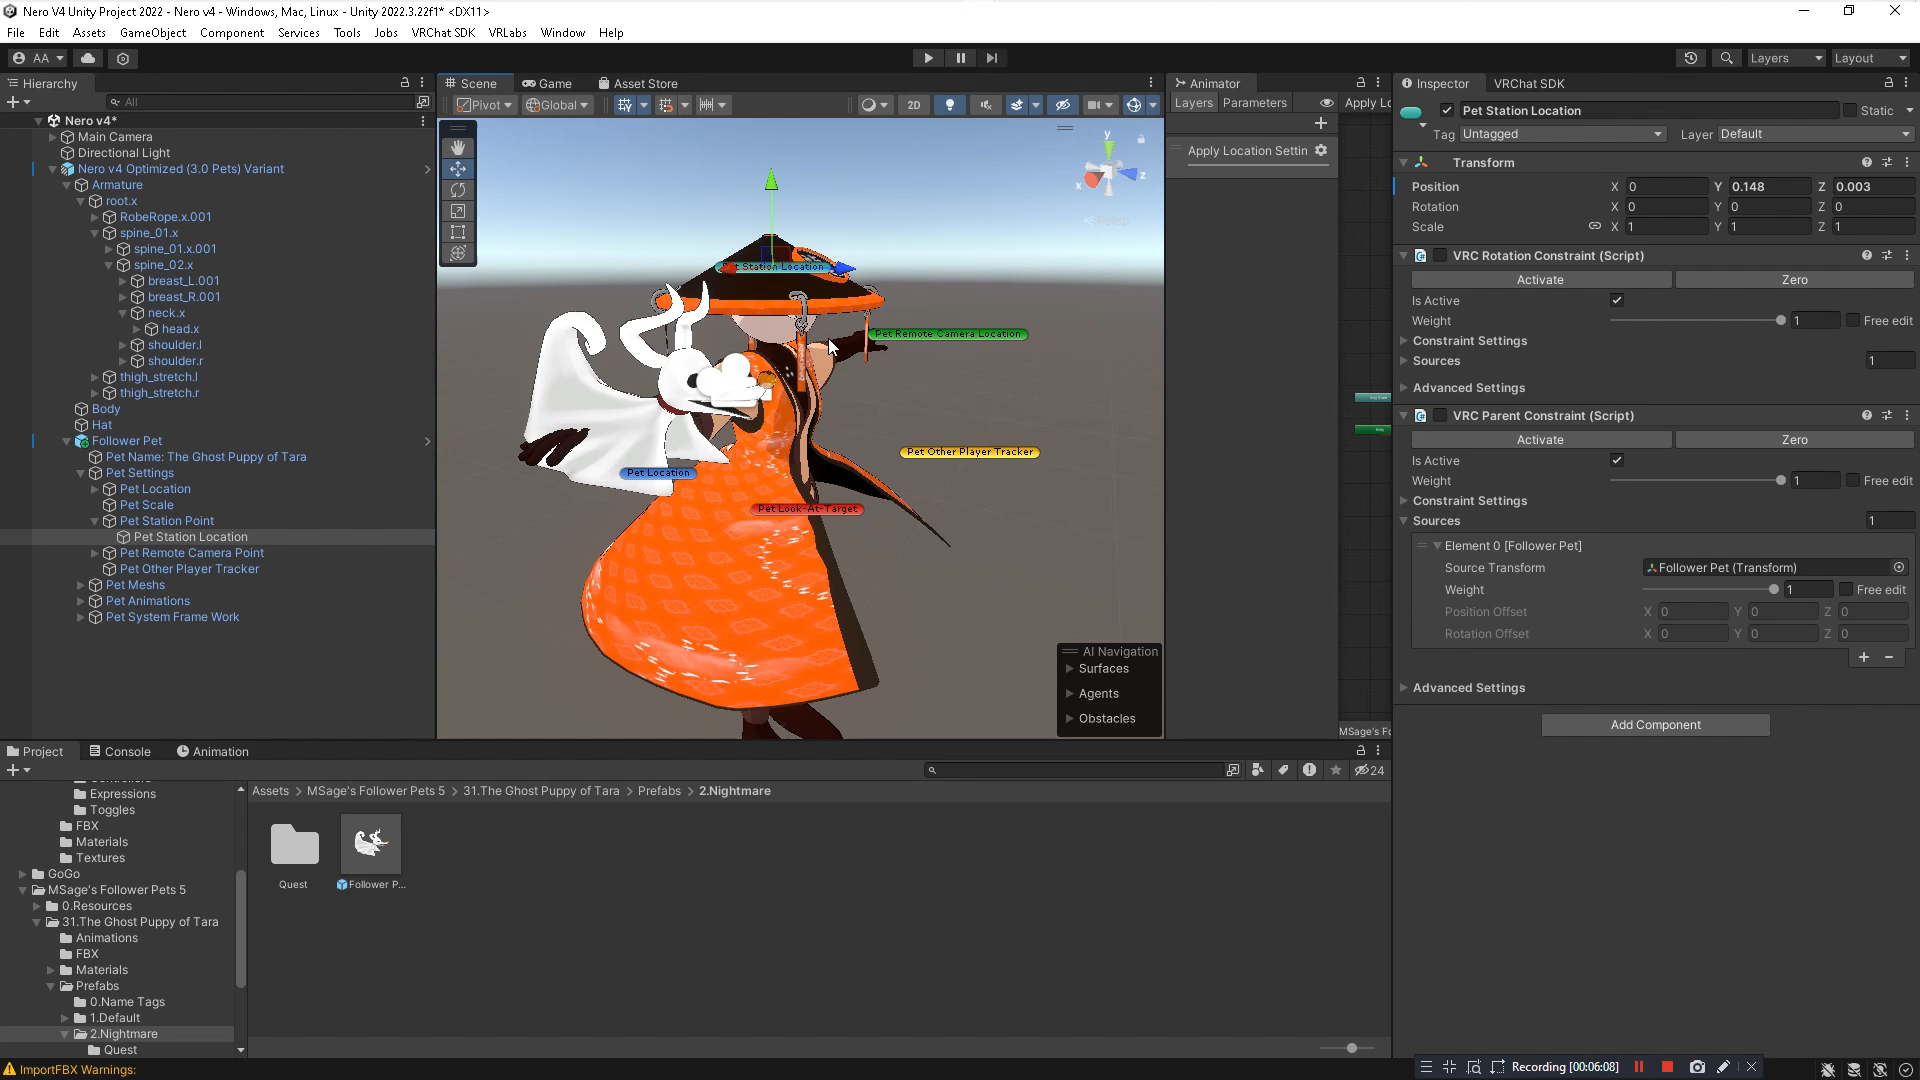 Nero V4 Unity Project 2022 - Nero v4 - Windows, Mac, Linux - Unity 2022.3.22f1* <DX11>
File Edit Assets GameObject Component Services Tools Jobs VRChat SDK VRLabs Window Help
AA Layers Layout
Hierarchy
All
Nero v4*
Main Camera
Directional Light
Nero v4 Optimized (3.0 Pets) Variant
Armature
root.x
RobeRope.x.001
spine_01.x
spine_01.x.001
spine_02.x
breast_L.001
breast_R.001
neck.x
head.x
shoulder.l
shoulder.r
thigh_stretch.l
thigh_stretch.r
Body
Hat
Follower Pet
Pet Name: The Ghost Puppy of Tara
Pet Settings
Pet Location
Pet Scale
Pet Station Point
Pet Station Location
Pet Remote Camera Point
Pet Other Player Tracker
Pet Meshs
Pet Animations
Pet System Frame Work
Scene Game Asset Store
Pivot Global 2D
y
x
z
Persp
Pet Station Location
Pet Remote Camera Location
Pet Other Player Tracker
Pet Location
Pet Look-At-Target
AI Navigation
Surfaces
Agents
Obstacles
Animator
Layers Parameters Apply Lo
Apply Location Settin
MSage's Fo
Inspector VRChat SDK
Pet Station Location Static
Tag Untagged Layer Default
Transform
Position X 0 Y 0.148 Z 0.003
Rotation X 0 Y 0 Z 0
Scale X 1 Y 1 Z 1
VRC Rotation Constraint (Script)
Activate Zero
Is Active
Weight 1 Free edit
Constraint Settings
Sources 1
Advanced Settings
VRC Parent Constraint (Script)
Activate Zero
Is Active
Weight 1 Free edit
Constraint Settings
Sources 1
Element 0 [Follower Pet]
Source Transform Follower Pet (Transform)
Weight 1 Free edit
Position Offset X 0 Y 0 Z 0
Rotation Offset X 0 Y 0 Z 0
Advanced Settings
Add Component
Project Console Animation
24
Expressions
Toggles
FBX
Materials
Textures
GoGo
MSage's Follower Pets 5
0.Resources
31.The Ghost Puppy of Tara
Animations
FBX
Materials
Prefabs
0.Name Tags
1.Default
2.Nightmare
Quest
Assets > MSage's Follower Pets 5 > 31.The Ghost Puppy of Tara > Prefabs > 2.Nightmare
Quest
Follower P...
ImportFBX Warnings:
Recording [00:06:08]